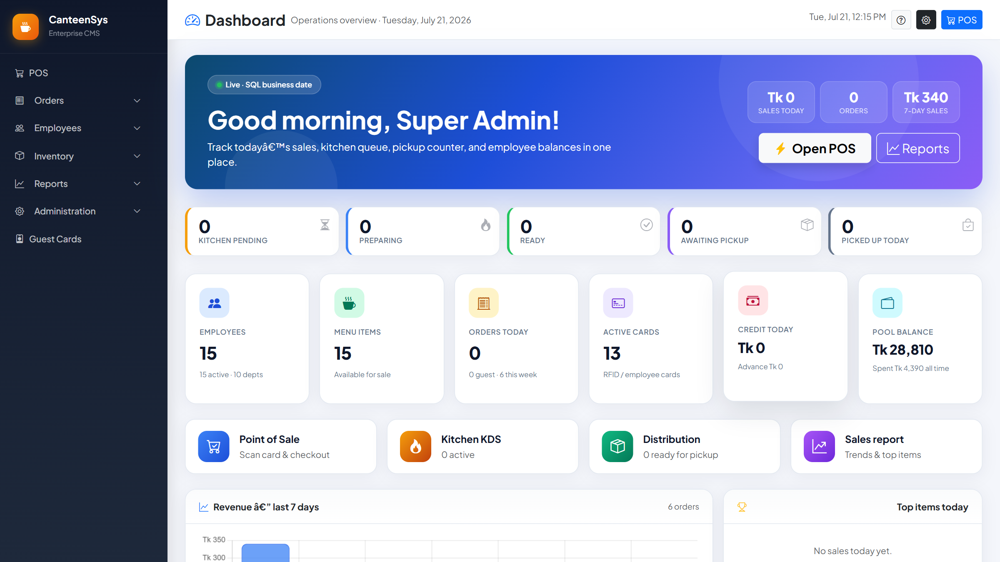 CanteenSys
Enterprise CMS
POS
Orders
Employees
Inventory
Reports
Administration
Guest Cards
Dashboard Operations overview · Tuesday, July 21, 2026
Tue, Jul 21, 12:15 PM
POS
Live · SQL business date
Good morning, Super Admin!
Track todayâ€™s sales, kitchen queue, pickup counter, and employee balances in one
place.
Tk 0
SALES TODAY
0
ORDERS
Tk 340
7-DAY SALES
Open POS
Reports
0
KITCHEN PENDING
0
PREPARING
0
READY
0
AWAITING PICKUP
0
PICKED UP TODAY
EMPLOYEES
15
15 active · 10 depts
MENU ITEMS
15
Available for sale
ORDERS TODAY
0
0 guest · 6 this week
ACTIVE CARDS
13
RFID / employee cards
CREDIT TODAY
Tk 0
Advance Tk 0
POOL BALANCE
Tk 28,810
Spent Tk 4,390 all time
Point of Sale
Scan card & checkout
Kitchen KDS
0 active
Distribution
0 ready for pickup
Sales report
Trends & top items
Revenue â€” last 7 days
6 orders
Tk 350
Tk 300
Top items today
No sales today yet.